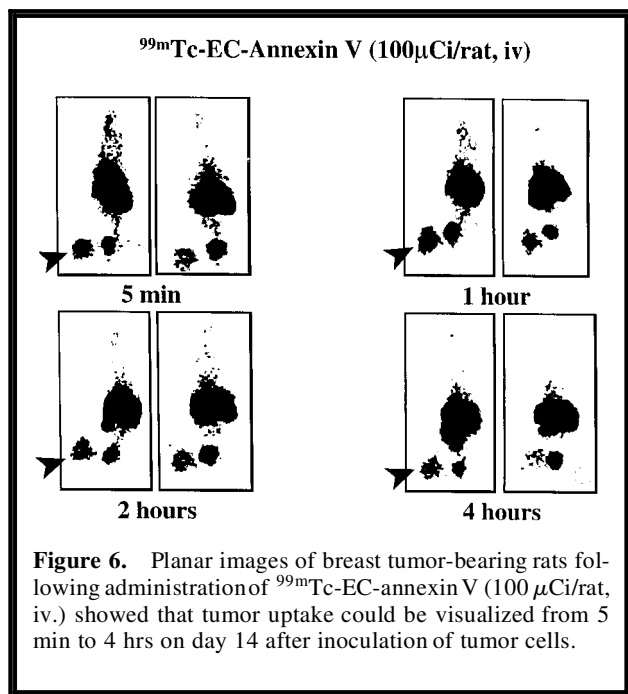 99mTc-EC-Annexin V (100μCi/rat, iv)
5 min
1 hour
2 hours
4 hours
Figure 6. Planar images of breast tumor-bearing rats fol-
lowing administration of 99mTc-EC-annexin V (100 μCi/rat,
iv.) showed that tumor uptake could be visualized from 5
min to 4 hrs on day 14 after inoculation of tumor cells.